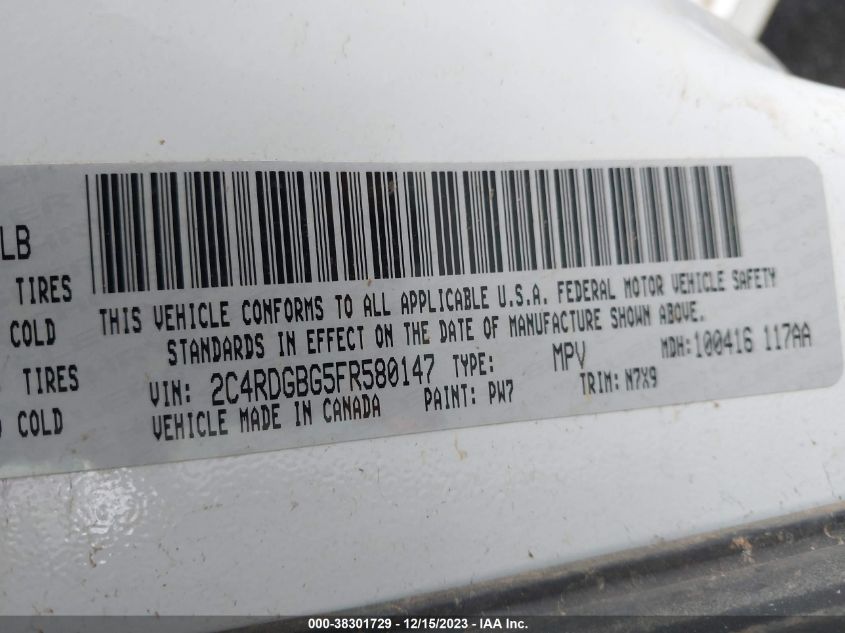 LB
TIRES
COLD
TIRES
COLD
THIS VEHICLE CONFORMS TO ALL APPLICABLE U.S.A. FEDERAL MOTOR VEHICLE SAFETY
STANDARDS IN EFFECT ON THE DATE OF MANUFACTURE SHOWN ABOVE.
VIN: 2C4RDGBG5FR580147 TYPE: MPV MDH:100416 117AA
VEHICLE MADE IN CANADA PAINT: PW7 TRIM: N7X9
000-38301729 - 12/15/2023 - IAA Inc.